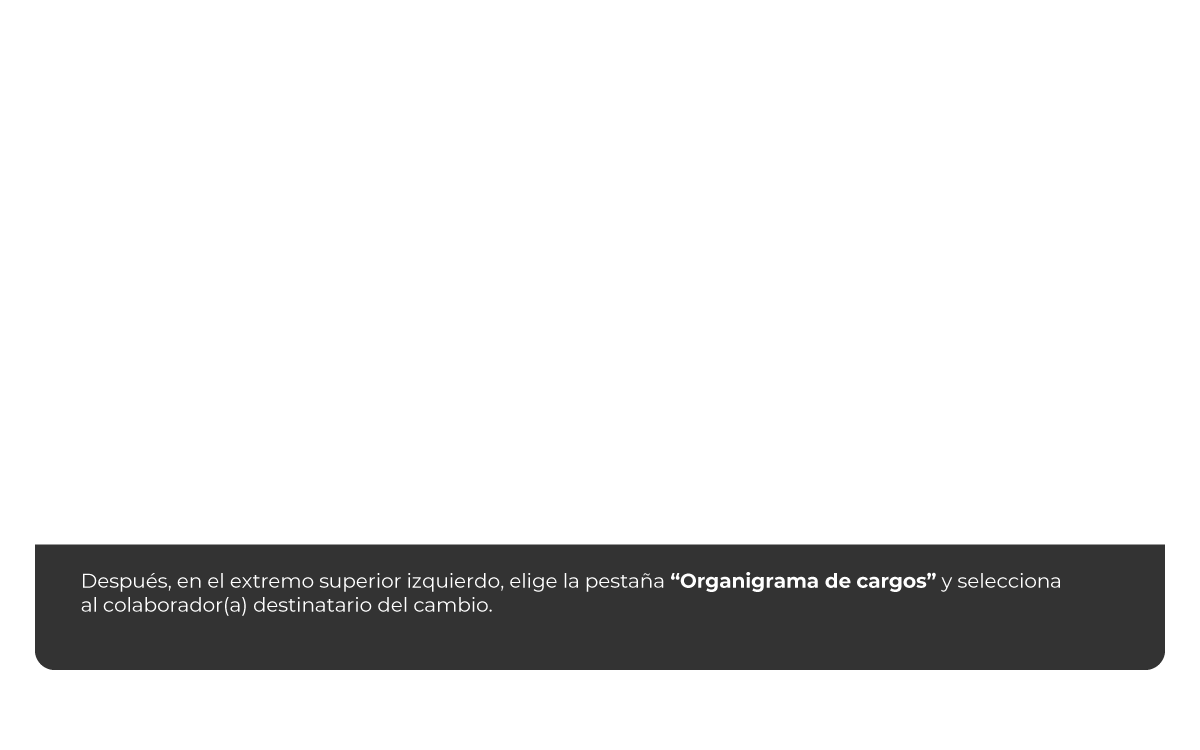 Después, en el extremo superior izquierdo, elige la pestaña “Organigrama de cargos” y selecciona
al colaborador(a) destinatario del cambio.